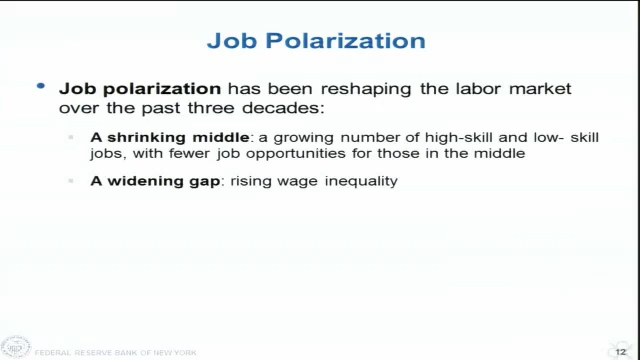 Job Polarization
• Job polarization has been reshaping the labor market
over the past three decades:
▪ A shrinking middle: a growing number of high-skill and low- skill
jobs, with fewer job opportunities for those in the middle
▪ A widening gap: rising wage inequality
FEDERAL RESERVE BANK OF NEW YORK
12